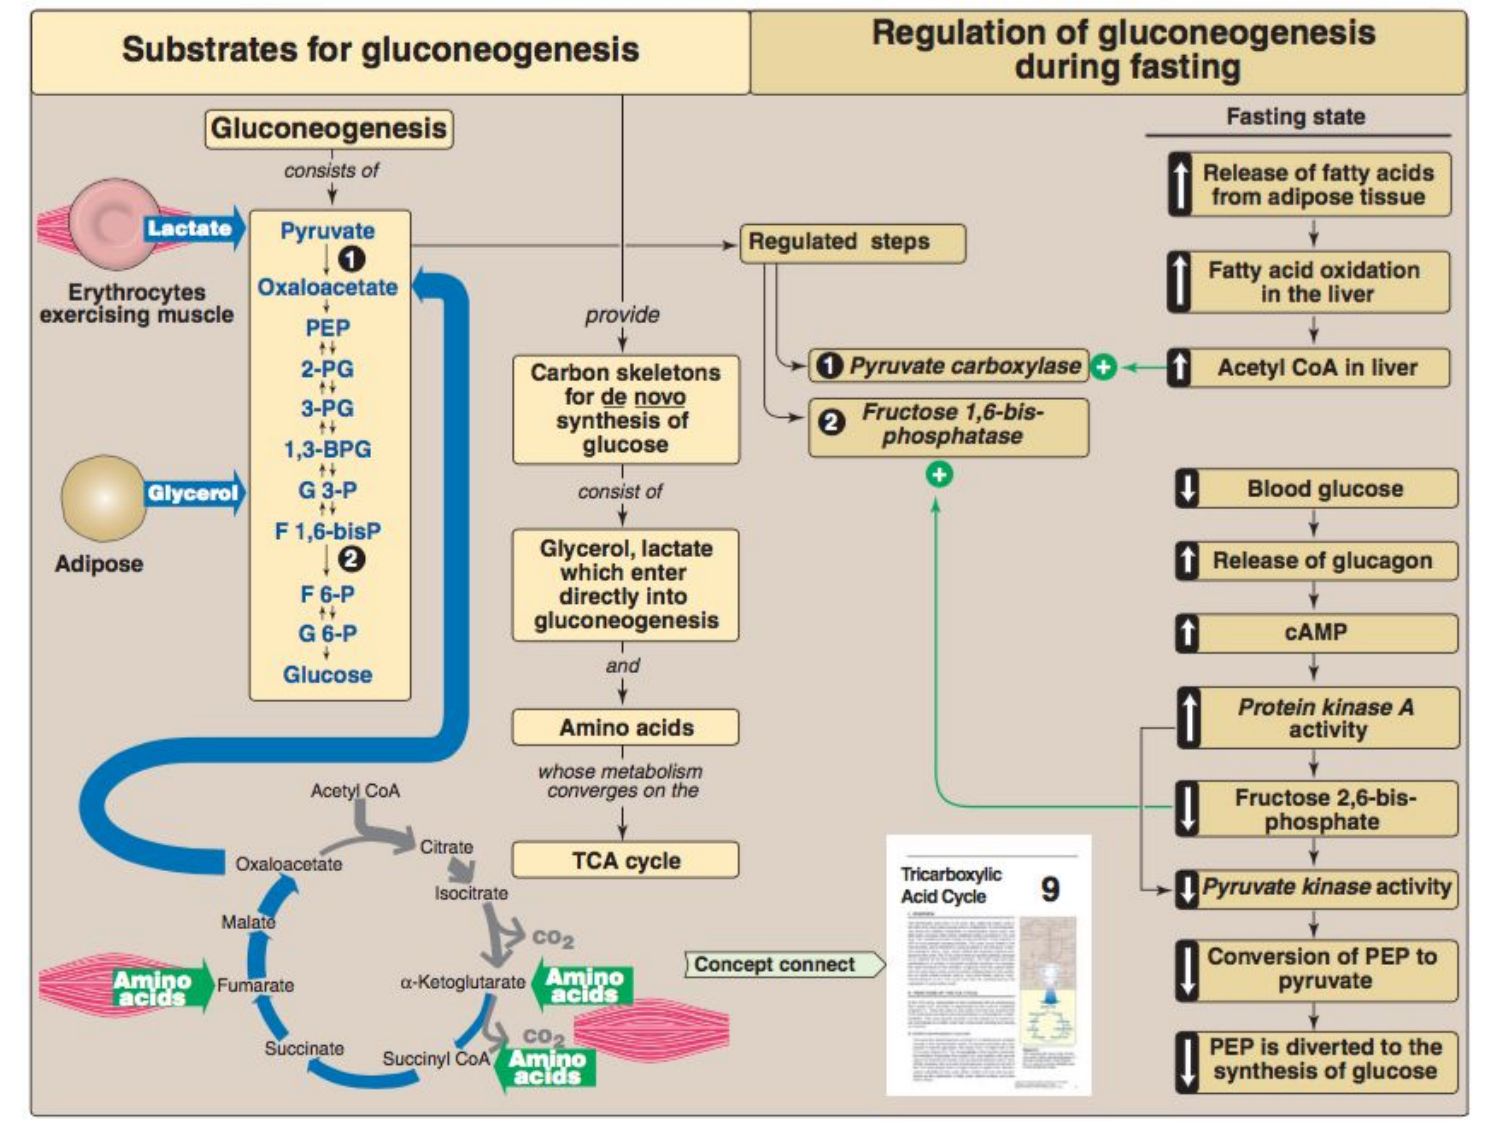 Substrates for gluconeogenesis
Regulation of gluconeogenesis
during fasting
Gluconeogenesis
consists of
Lactate
Erythrocytes
exercising muscle
Pyruvate
1
Oxaloacetate
PEP
2-PG
3-PG
1,3-BPG
G 3-P
F 1,6-bisP
2
F 6-P
G 6-P
Glucose
Glycerol
Adipose
provide
Carbon skeletons
for de novo
synthesis of
glucose
consist of
Glycerol, lactate
which enter
directly into
gluconeogenesis
and
Amino acids
whose metabolism
converges on the
TCA cycle
Regulated steps
1 Pyruvate carboxylase
+
2 Fructose 1,6-bis-
phosphatase
+
Fasting state
Release of fatty acids
from adipose tissue
Fatty acid oxidation
in the liver
Acetyl CoA in liver
Blood glucose
Release of glucagon
cAMP
Protein kinase A
activity
Fructose 2,6-bis-
phosphate
Pyruvate kinase activity
Conversion of PEP to
pyruvate
PEP is diverted to the
synthesis of glucose
Acetyl CoA
Citrate
Isocitrate
CO2
α-Ketoglutarate
Amino
acids
CO2
Succinyl CoA
Amino
acids
Succinate
Fumarate
Amino
acids
Malate
Oxaloacetate
Concept connect
Tricarboxylic
Acid Cycle
9